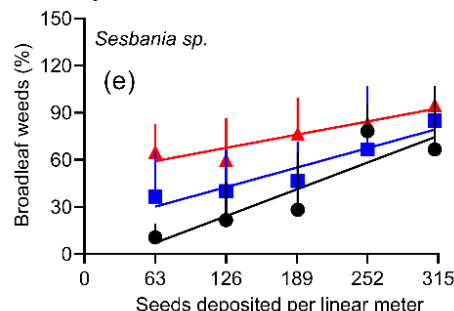 150
Sesbania sp.
120
(e)
90
60
30
0
0 63 126 189 252 315
Broadleaf weeds (%)
Seeds deposited per linear meter